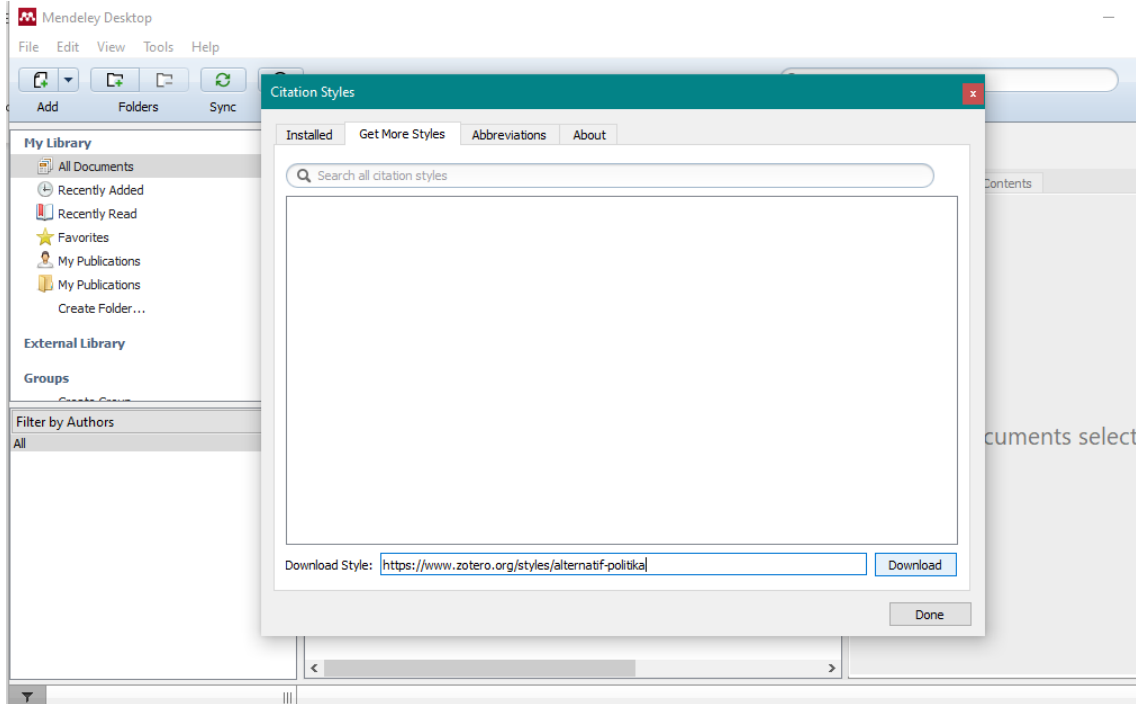 Mendeley Desktop
File Edit View Tools Help
Add Folders Sync
Citation Styles
x
Installed Get More Styles Abbreviations About
Search all citation styles
My Library
All Documents
Recently Added
Recently Read
Favorites
My Publications
My Publications
Create Folder...
External Library
Groups
Create Group
Filter by Authors
All
Contents
cuments select
Download Style: https://www.zotero.org/styles/alternatif-politika Download
Done